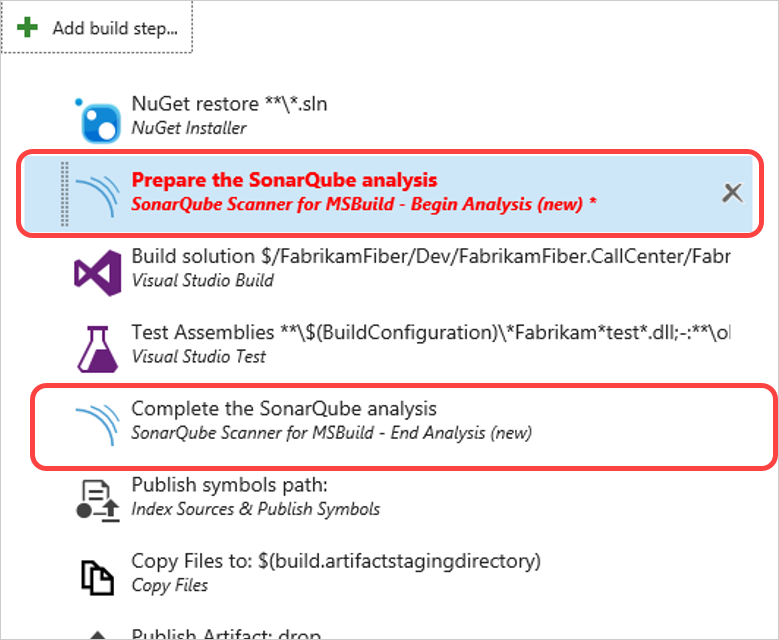 Add build step...
NuGet restore **\*.sln
NuGet Installer
Prepare the SonarQube analysis
SonarQube Scanner for MSBuild - Begin Analysis (new) *
Build solution $/FabrikamFiber/Dev/FabrikamFiber.CallCenter/Fabr
Visual Studio Build
Test Assemblies **\$(BuildConfiguration)\*Fabrikam*test*.dll;-:**\ol
Visual Studio Test
Complete the SonarQube analysis
SonarQube Scanner for MSBuild - End Analysis (new)
Publish symbols path:
Index Sources & Publish Symbols
Copy Files to: $(build.artifactstagingdirectory)
Copy Files
Publish Artifact: drop